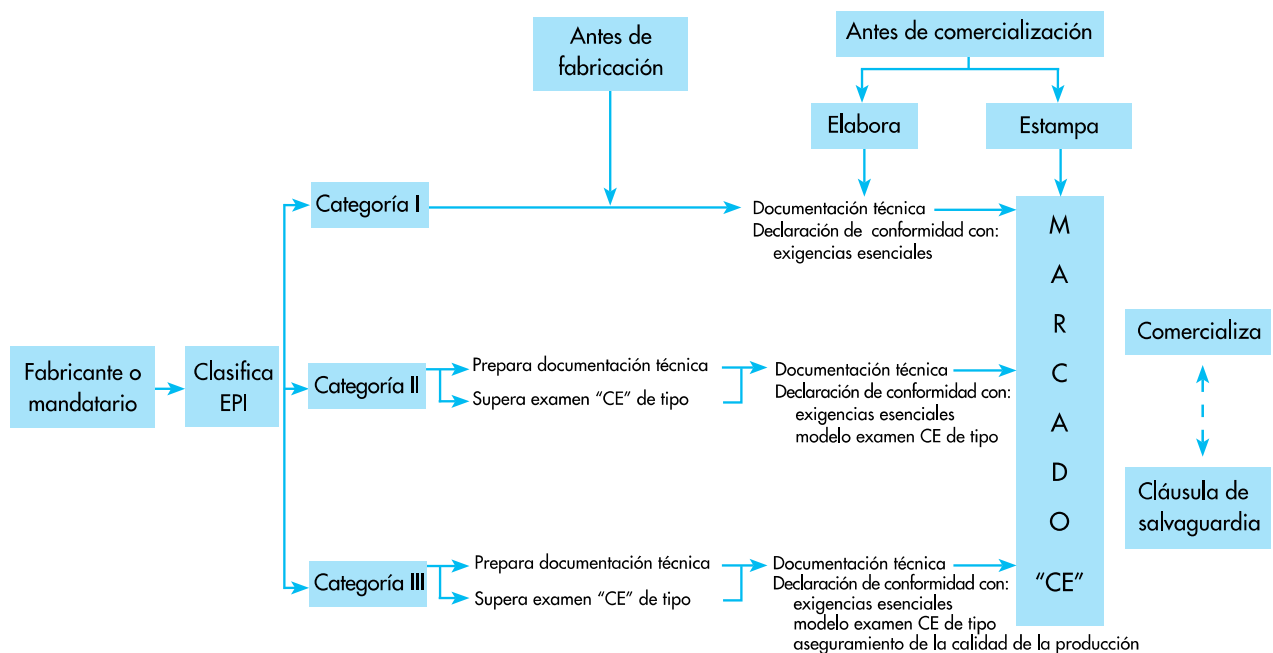 Antes de
fabricación
Antes de comercialización
Elabora
Estampa
Categoría I
Documentación técnica
Declaración de conformidad con:
exigencias esenciales
M
A
R
C
A
D
O
"CE"
Fabricante o
mandatario
Clasifica
EPI
Categoría II
Prepara documentación técnica
Supera examen "CE" de tipo
Documentación técnica
Declaración de conformidad con:
exigencias esenciales
modelo examen CE de tipo
Comercializa
Cláusula de
salvaguardia
Categoría III
Prepara documentación técnica
Supera examen "CE" de tipo
Documentación técnica
Declaración de conformidad con:
exigencias esenciales
modelo examen CE de tipo
aseguramiento de la calidad de la producción